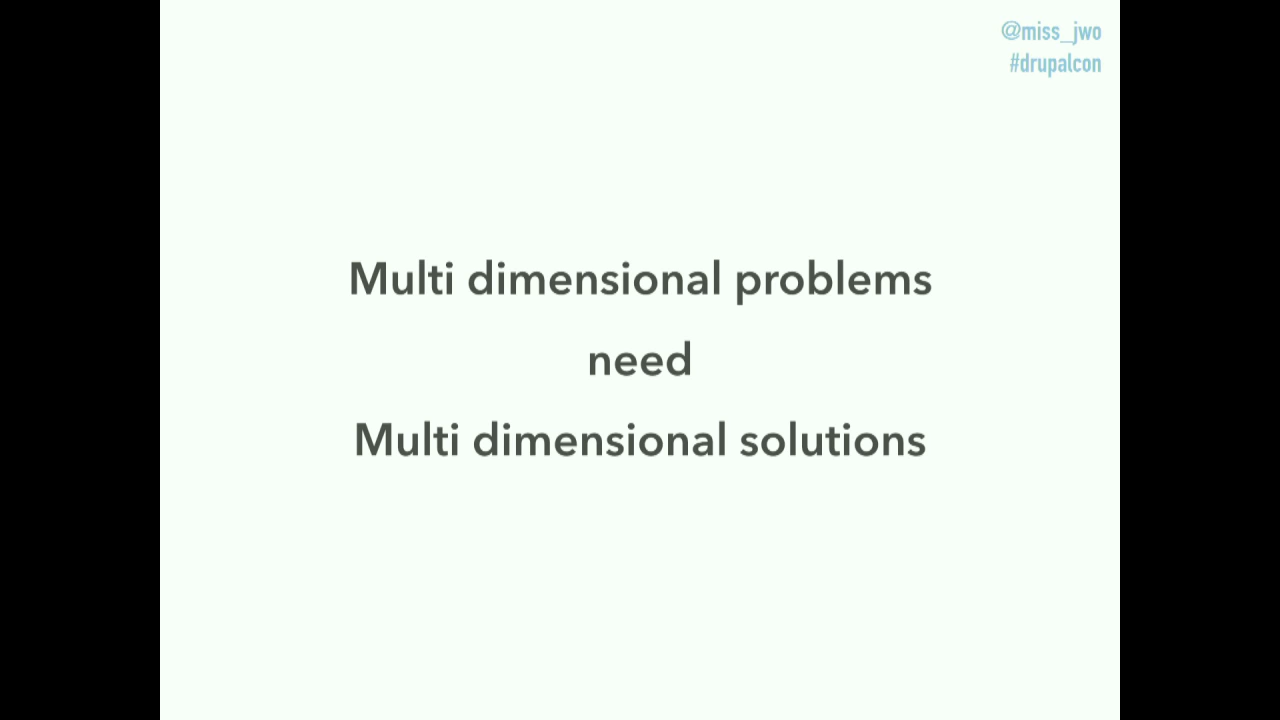 @miss_jwo
#drupalcon
Multi dimensional problems
need
Multi dimensional solutions